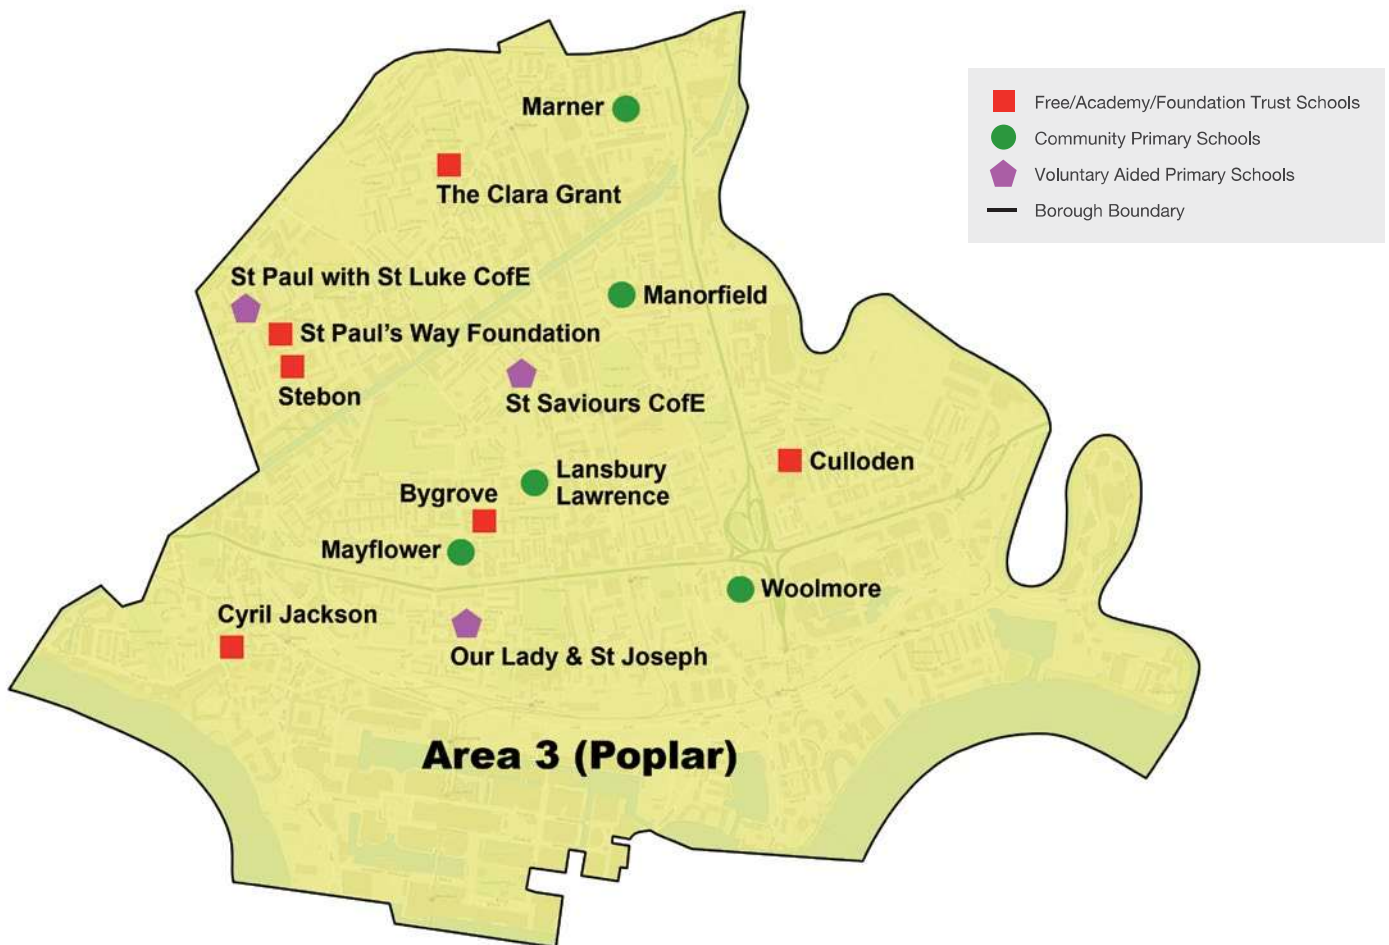 Marner
The Clara Grant
St Paul with St Luke CofE
Manorfield
St Paul's Way Foundation
Stebon
St Saviours CofE
Culloden
Lansbury
Lawrence
Bygrove
Mayflower
Woolmore
Cyril Jackson
Our Lady & St Joseph
Area 3 (Poplar)
Free/Academy/Foundation Trust Schools
Community Primary Schools
Voluntary Aided Primary Schools
Borough Boundary